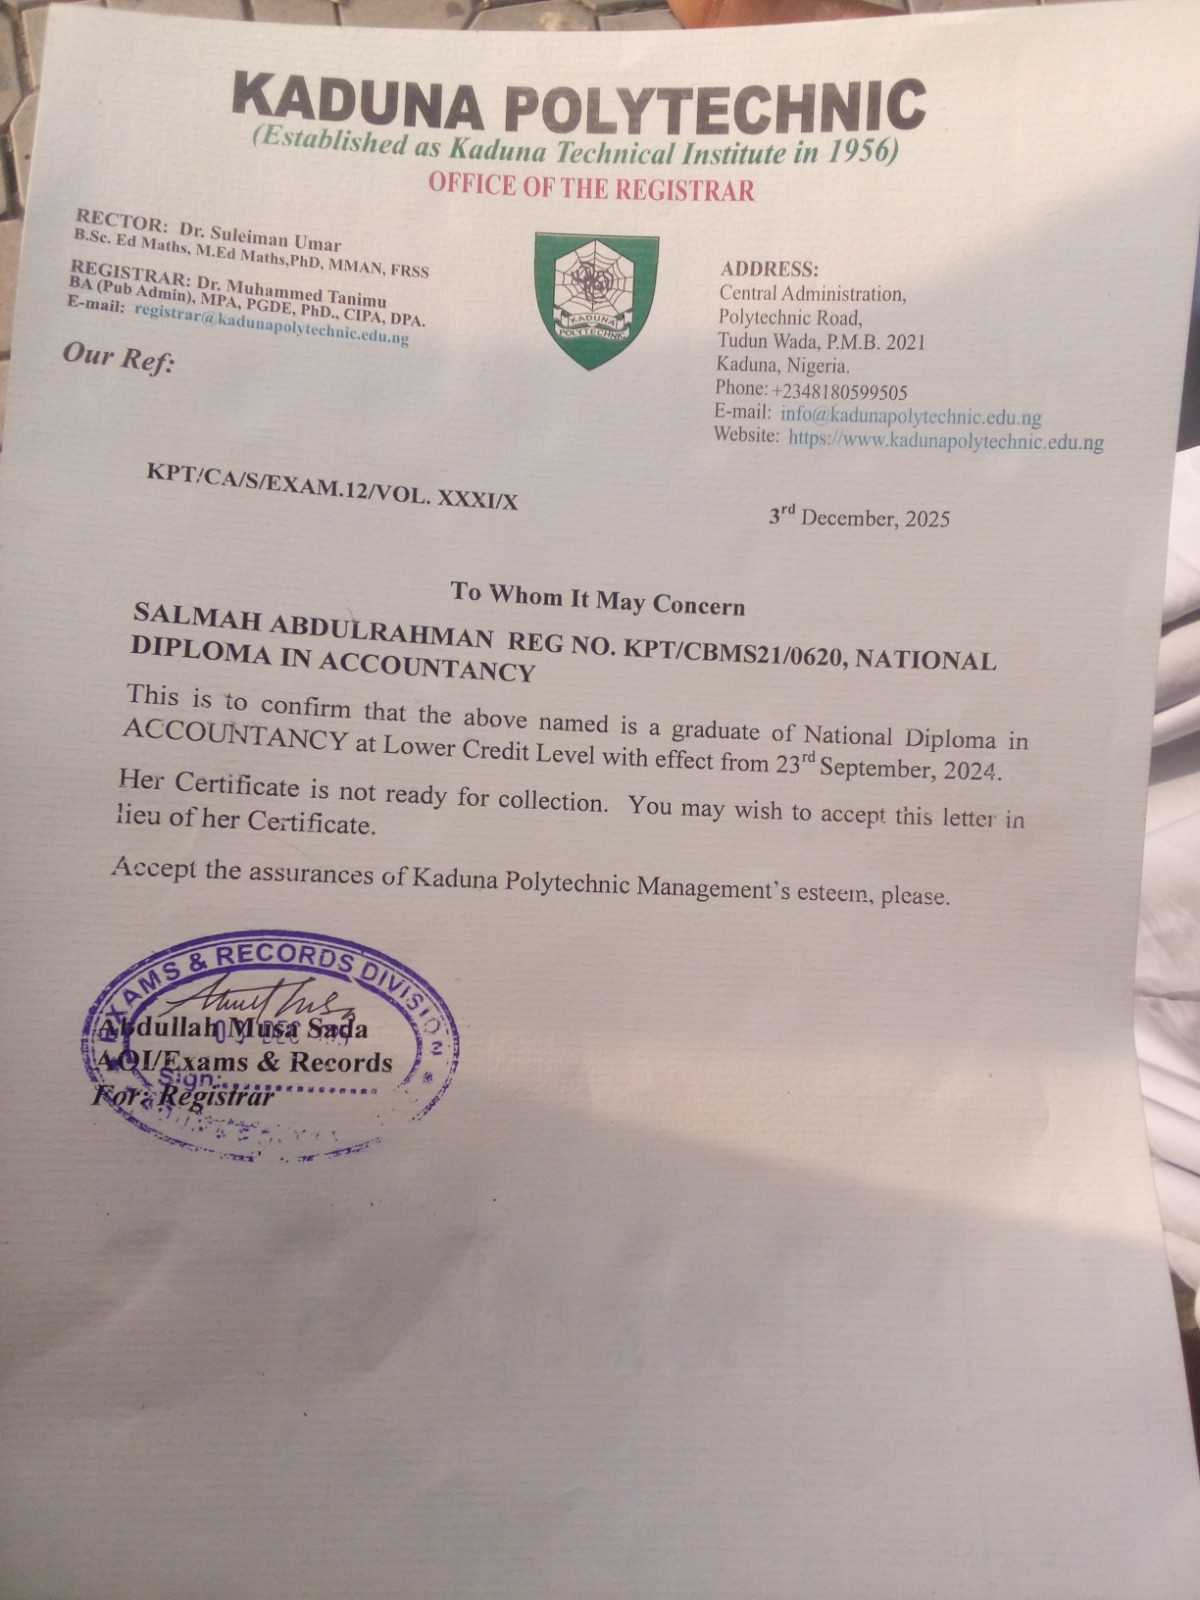 KADUNA POLYTECHNIC
(Established as Kaduna Technical Institute in 1956)
OFFICE OF THE REGISTRAR
RECTOR: Dr. Suleiman Umar
B.Sc. Ed Maths, M.Ed Maths,PhD, MMAN, FRSS
REGISTRAR: Dr. Muhammed Tanimu
BA (Pub Admin), MPA, PGDE, PhD., CIPA, DPA.
E-mail: registrar@kadunapolytechnic.edu.ng
Our Ref:
KADUNA
POLYTECHNIC
ADDRESS:
Central Administration,
Polytechnic Road,
Tudun Wada, P.M.B. 2021
Kaduna, Nigeria.
Phone: +2348180599505
E-mail: info@kadunapolytechnic.edu.ng
Website: https://www.kadunapolytechnic.edu.ng
KPT/CA/S/EXAM.12/VOL. XXXI/X
3rd December, 2025
To Whom It May Concern
SALMAH ABDULRAHMAN REG NO. KPT/CBMS21/0620, NATIONAL
DIPLOMA IN ACCOUNTANCY
This is to confirm that the above named is a graduate of National Diploma in
ACCOUNTANCY at Lower Credit Level with effect from 23rd September, 2024.
Her Certificate is not ready for collection. You may wish to accept this letter in
lieu of her Certificate.
Accept the assurances of Kaduna Polytechnic Management's esteem, please.
EXAMS & RECORDS DIVISION
Abdullah Musa Sada
DEC
AOI/Exams & Records
Sign:
For: Registrar